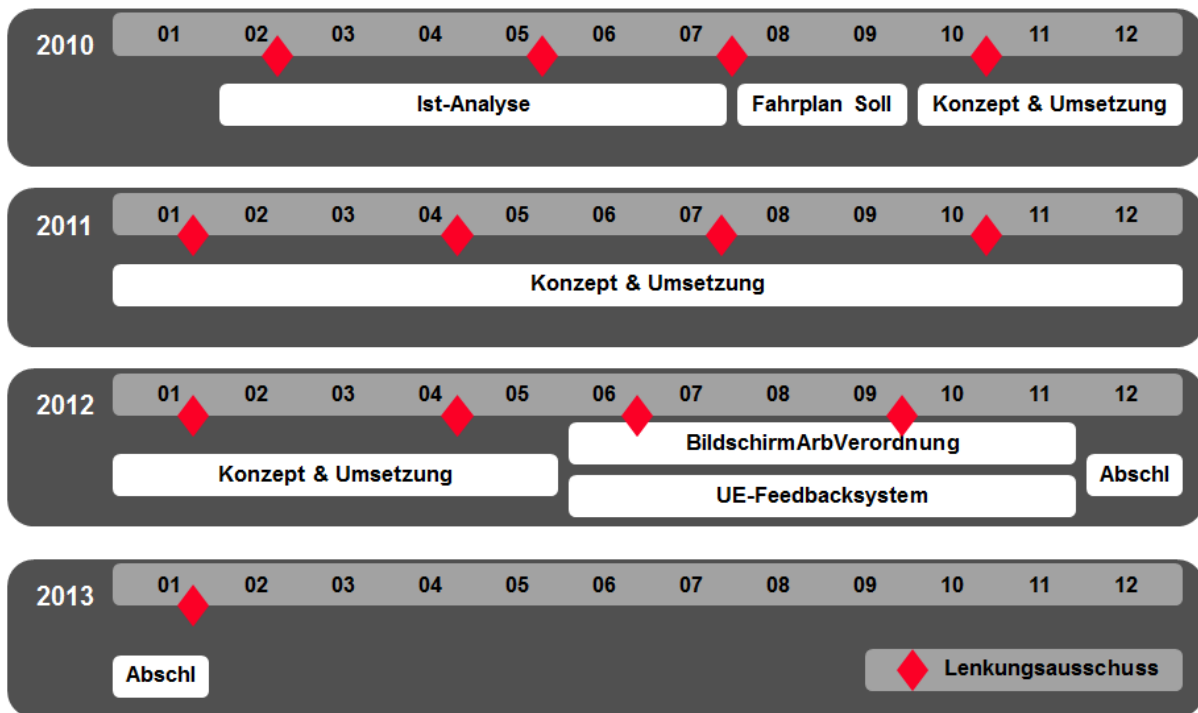 2010 01 02 03 04 05 06 07 08 09 10 11 12
Ist-Analyse Fahrplan Soll Konzept & Umsetzung
2011 01 02 03 04 05 06 07 08 09 10 11 12
Konzept & Umsetzung
2012 01 02 03 04 05 06 07 08 09 10 11 12
BildschirmArbVerordnung
Konzept & Umsetzung Abschl
UE-Feedbacksystem
2013 01 02 03 04 05 06 07 08 09 10 11 12
Abschl Lenkungsausschuss